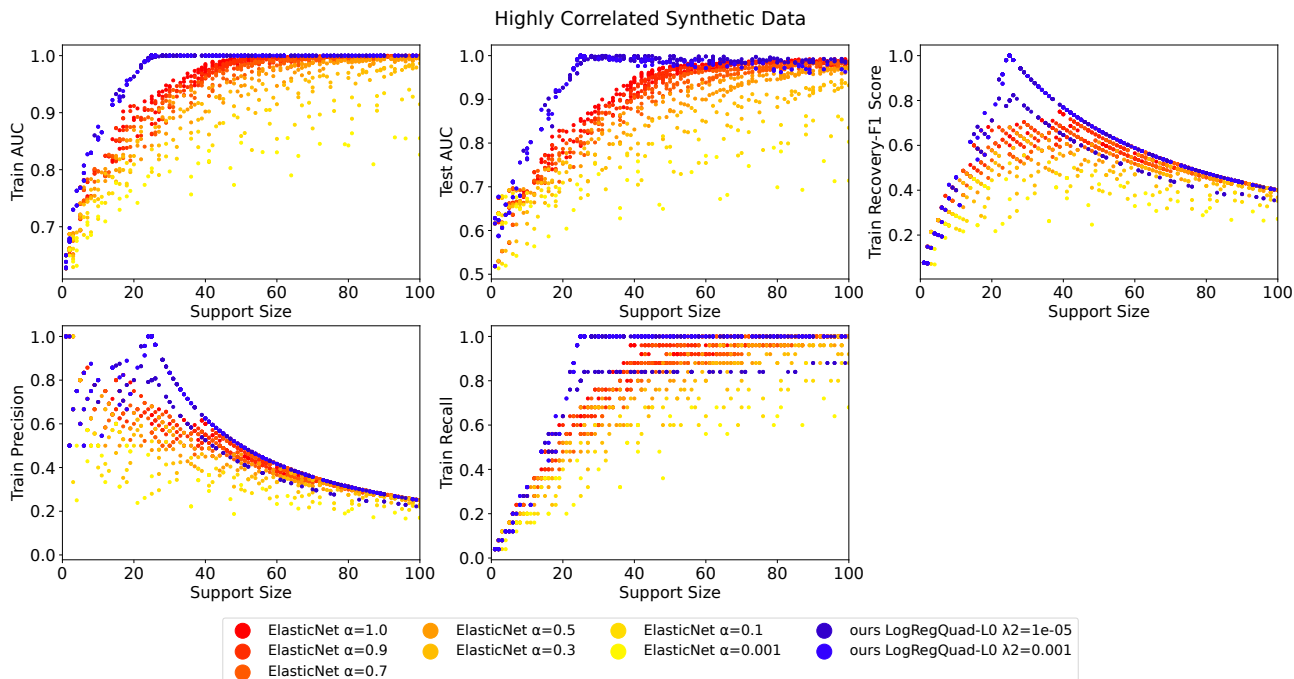 Highly Correlated Synthetic Data
1.0
0.9
0.8
0.7
Train AUC
0 20 40 60 80 100
Support Size
1.0
0.9
0.8
0.7
0.6
0.5
Test AUC
0 20 40 60 80 100
Support Size
1.0
0.8
0.6
0.4
0.2
Train Recovery-F1 Score
0 20 40 60 80 100
Support Size
1.0
0.8
0.6
0.4
0.2
0.0
Train Precision
0 20 40 60 80 100
Support Size
1.0
0.8
0.6
0.4
0.2
0.0
Train Recall
0 20 40 60 80 100
Support Size
ElasticNet α=1.0
ElasticNet α=0.9
ElasticNet α=0.7
ElasticNet α=0.5
ElasticNet α=0.3
ElasticNet α=0.1
ElasticNet α=0.001
ours LogRegQuad-L0 λ2=1e-05
ours LogRegQuad-L0 λ2=0.001